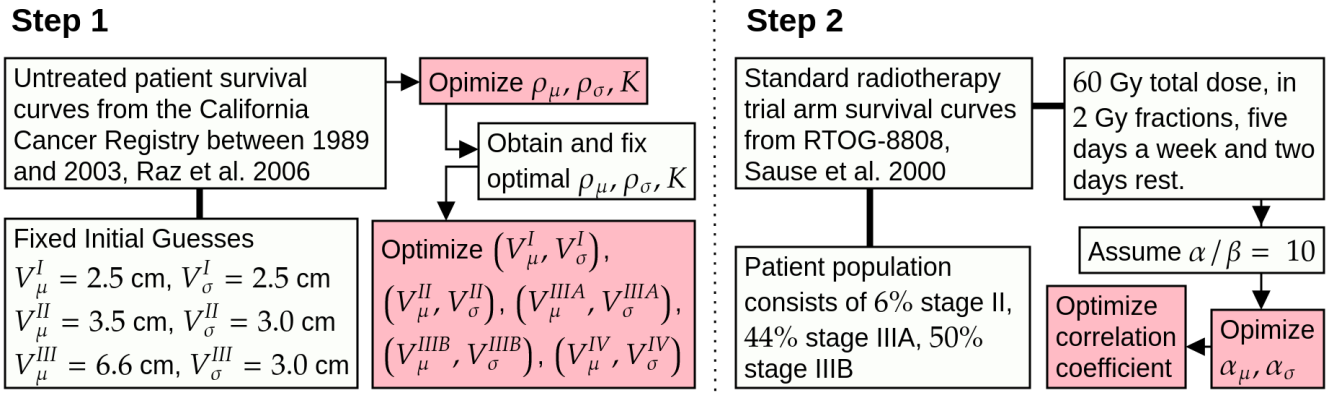 Step 1
Untreated patient survival
curves from the California
Cancer Registry between 1989
and 2003, Raz et al. 2006
Opimize ρ_μ, ρ_σ, K
Obtain and fix
optimal ρ_μ, ρ_σ, K
Fixed Initial Guesses
V_μ^I = 2.5 cm, V_σ^I = 2.5 cm
V_μ^II = 3.5 cm, V_σ^II = 3.0 cm
V_μ^III = 6.6 cm, V_σ^III = 3.0 cm
Optimize (V_μ^I, V_σ^I),
(V_μ^II, V_σ^II), (V_μ^IIIA, V_σ^IIIA),
(V_μ^IIIB, V_σ^IIIB), (V_μ^IV, V_σ^IV)
Step 2
Standard radiotherapy
trial arm survival curves
from RTOG-8808,
Sause et al. 2000
60 Gy total dose, in
2 Gy fractions, five
days a week and two
days rest.
Patient population
consists of 6% stage II,
44% stage IIIA, 50%
stage IIIB
Assume α/β = 10
Opimize
α_μ, α_σ
Optimize
correlation
coefficient